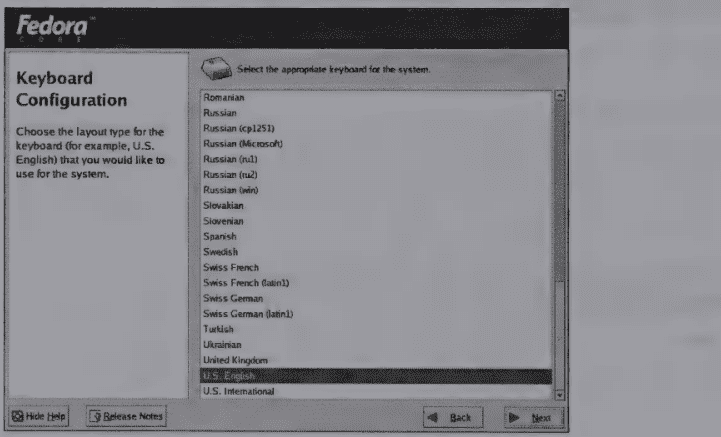 Fedora™
CORE
Keyboard
Configuration
Choose the layout type for the
keyboard (for example, U.S.
English) that you would like to
use for the system.
Select the appropriate keyboard for the system.
Romanian
Russian
Russian (cp1251)
Russian (Microsoft)
Russian (ru1)
Russian (ru2)
Russian (win)
Slovakian
Slovenian
Spanish
Swedish
Swiss French
Swiss French (latin1)
Swiss German
Swiss German (latin1)
Turkish
Ukrainian
United Kingdom
U.S. English
U.S. International
Hide Help
Release Notes
Back
Next